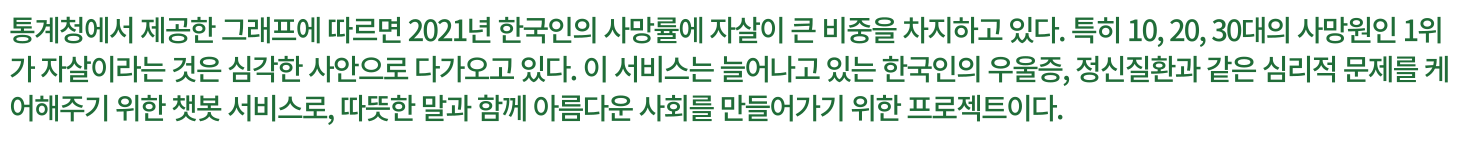 통계청에서 제공한 그래프에 따르면 2021년 한국인의 사망률에 자살이 큰 비중을 차지하고 있다. 특히 10, 20, 30대의 사망원인 1위
가 자살이라는 것은 심각한 사안으로 다가오고 있다. 이 서비스는 늘어나고 있는 한국인의 우울증, 정신질환과 같은 심리적 문제를 케
어해주기 위한 챗봇 서비스로, 따뜻한 말과 함께 아름다운 사회를 만들어가기 위한 프로젝트이다.